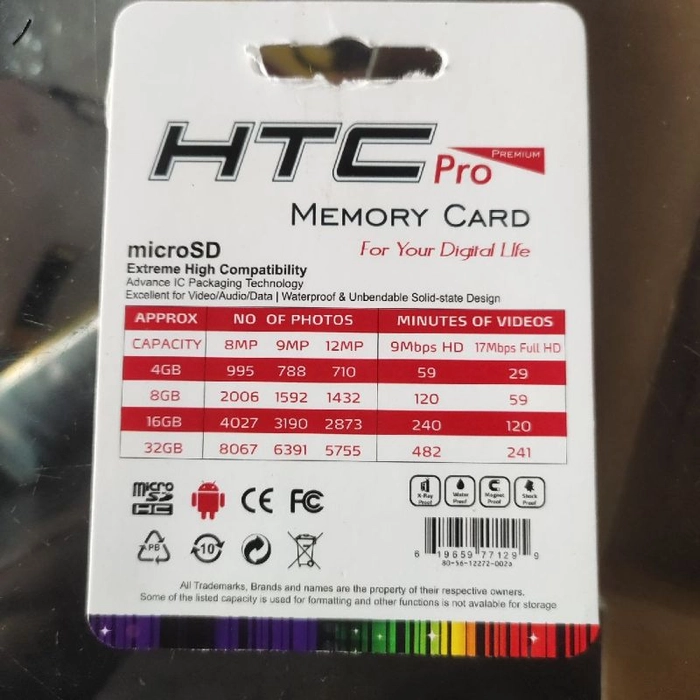 HTC Pro PREMIUM
MEMORY CARD
microSD For Your Digital LIfe
Extreme High Compatibility
Advance IC Packaging Technology
Excellent for Video/Audio/Data | Waterproof & Unbendable Solid-state Design
APPROX NO OF PHOTOS MINUTES OF VIDEOS
CAPACITY 8MP 9MP 12MP 9Mbps HD 17Mbps Full HD
4GB 995 788 710 59 29
8GB 2006 1592 1432 120 59
16GB 4027 3190 2873 240 120
32GB 8067 6391 5755 482 241
micro SD HC CE FC
X-Ray Proof Water Proof Magnet Proof Shock Proof
PB 10
6 19659 77129 9
80-56-12272-002a
All Trademarks, Brands and names are the property of their respective owners.
Some of the listed capacity is used for formatting and other functions is not available for storage